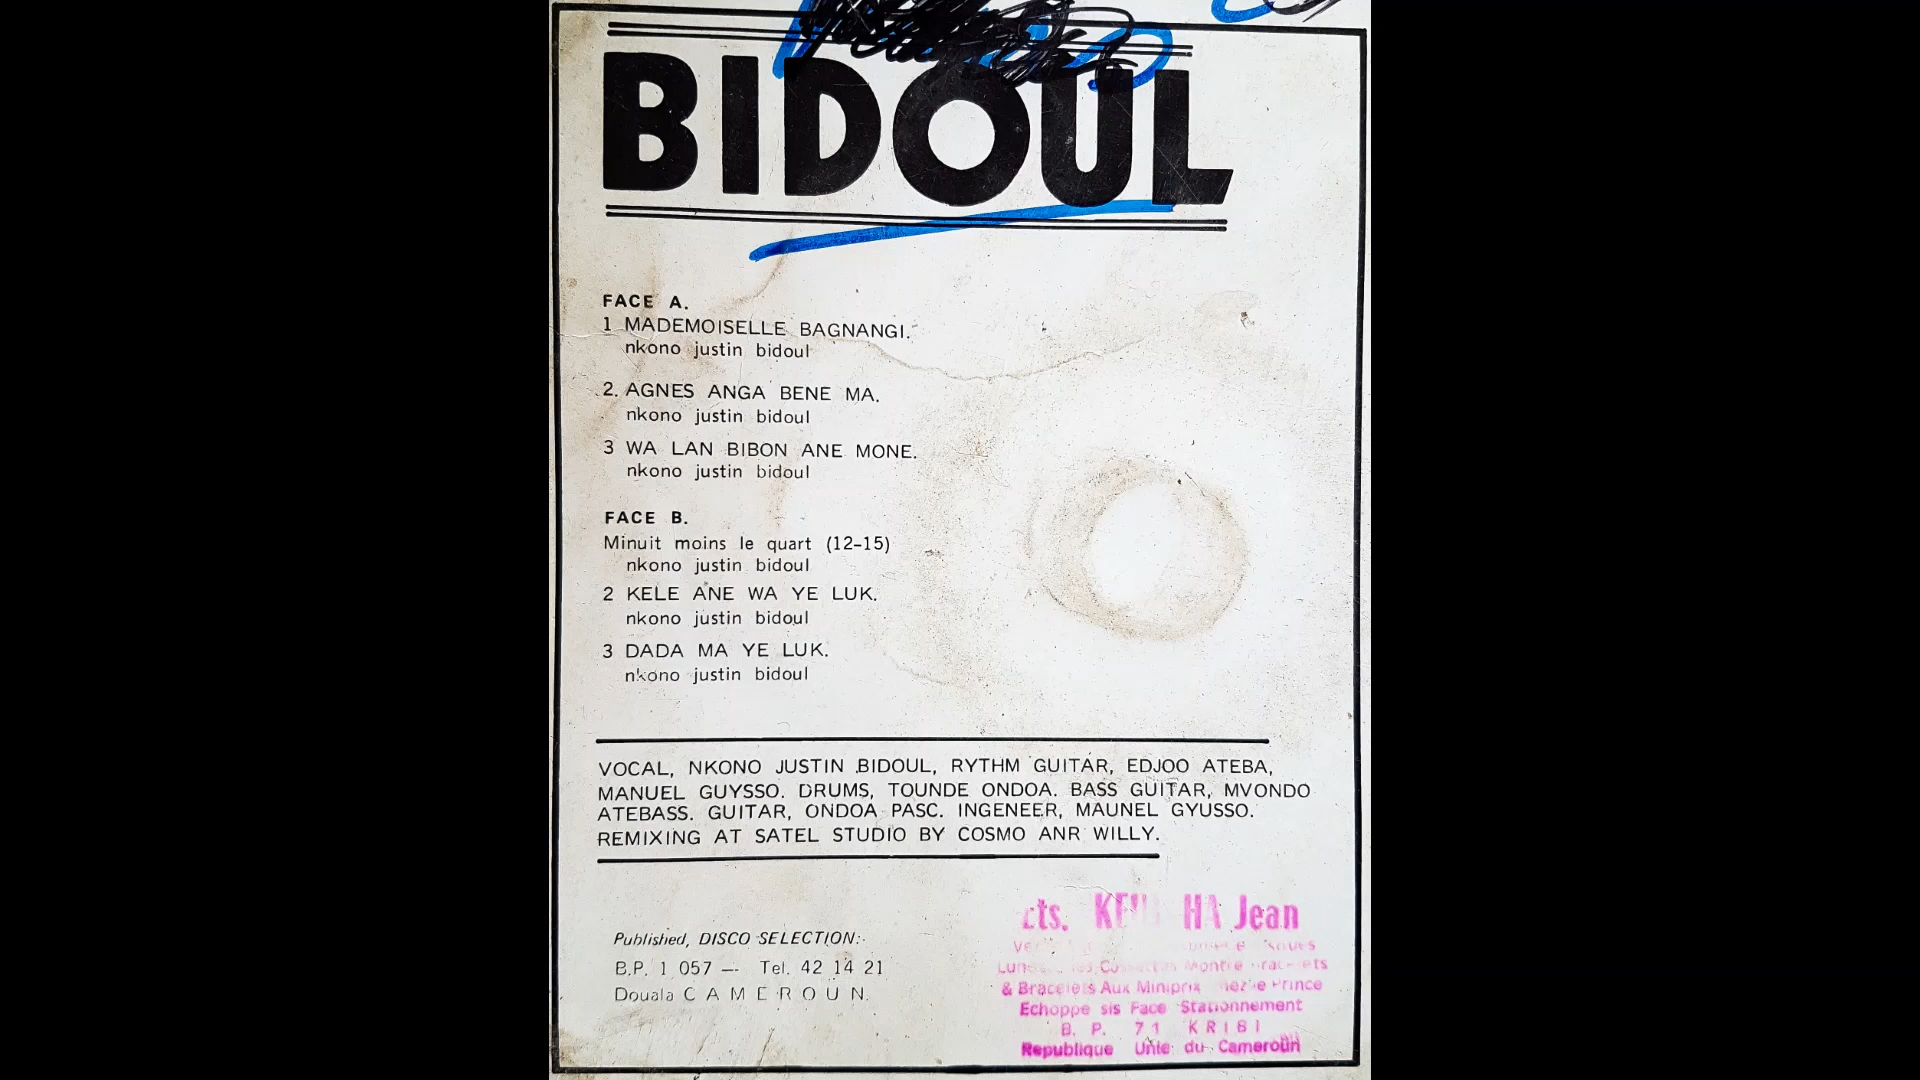 BIDOUL
FACE A.
1 MADEMOISELLE BAGNANGI.
nkono justin bidoul
2. AGNES ANGA BENE MA.
nkono justin bidoul
3 WA LAN BIBON ANE MONE.
nkono justin bidoul
FACE B.
Minuit moins le quart (12-15)
nkono justin bidoul
2 KELE ANE WA YE LUK.
nkono justin bidoul
3 DADA MA YE LUK.
nkono justin bidoul
VOCAL, NKONO JUSTIN BIDOUL, RYTHM GUITAR, EDJOO ATEBA,
MANUEL GUYSSO. DRUMS, TOUNDE ONDOA. BASS GUITAR, MVONDO
ATEBASS. GUITAR, ONDOA PASC. INGENEER, MAUNEL GYUSSO.
REMIXING AT SATEL STUDIO BY COSMO ANR WILLY.
Published, DISCO SELECTION:
B.P. 1 057 — Tel. 42 14 21
Douala CAMEROUN.
cts. Jean
Montre
& Bracelets Aux Miniprix Prince
Echoppe sis Face Stationnement
B. P. 71 KRIBI
Republique Unie du Cameroun